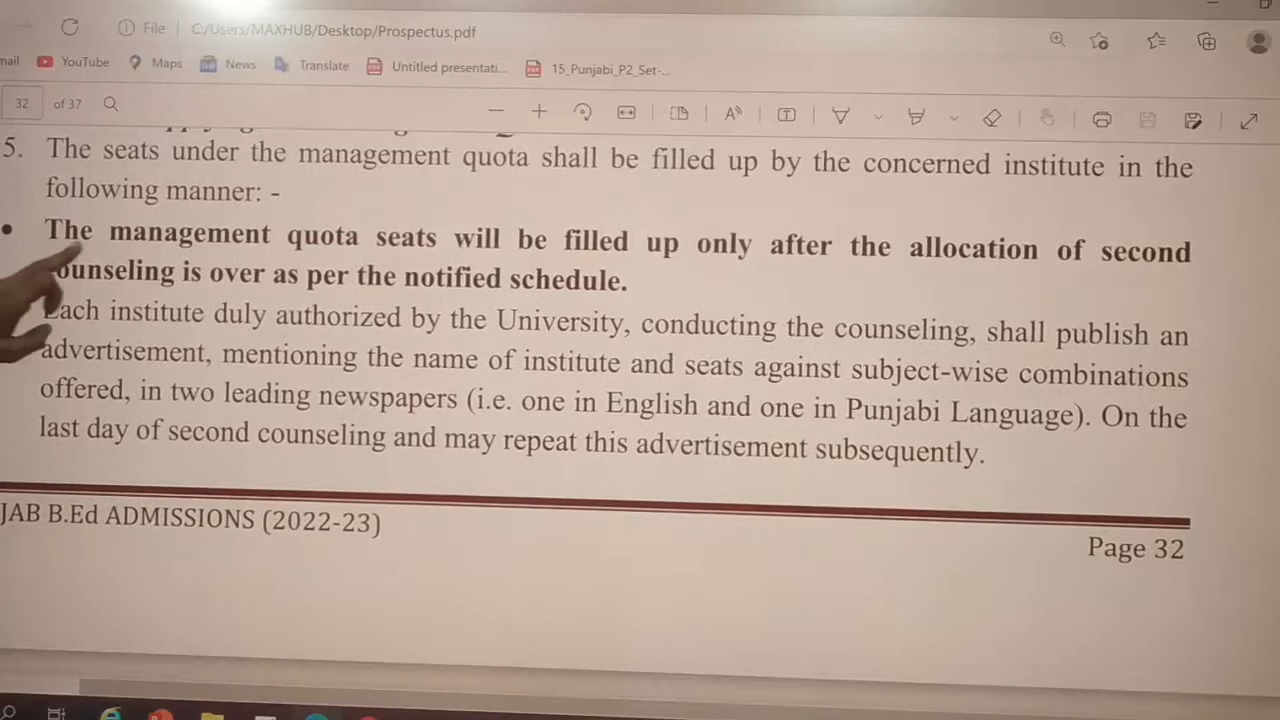 File | C:/Users/MAXHUB/Desktop/Prospectus.pdf
mail YouTube Maps News Translate Untitled presentati... 15_Punjabi_P2_Set-...
32 of 37
5. The seats under the management quota shall be filled up by the concerned institute in the
following manner: -
• The management quota seats will be filled up only after the allocation of second
counseling is over as per the notified schedule.
Each institute duly authorized by the University, conducting the counseling, shall publish an
advertisement, mentioning the name of institute and seats against subject-wise combinations
offered, in two leading newspapers (i.e. one in English and one in Punjabi Language). On the
last day of second counseling and may repeat this advertisement subsequently.
JAB B.Ed ADMISSIONS (2022-23)
Page 32